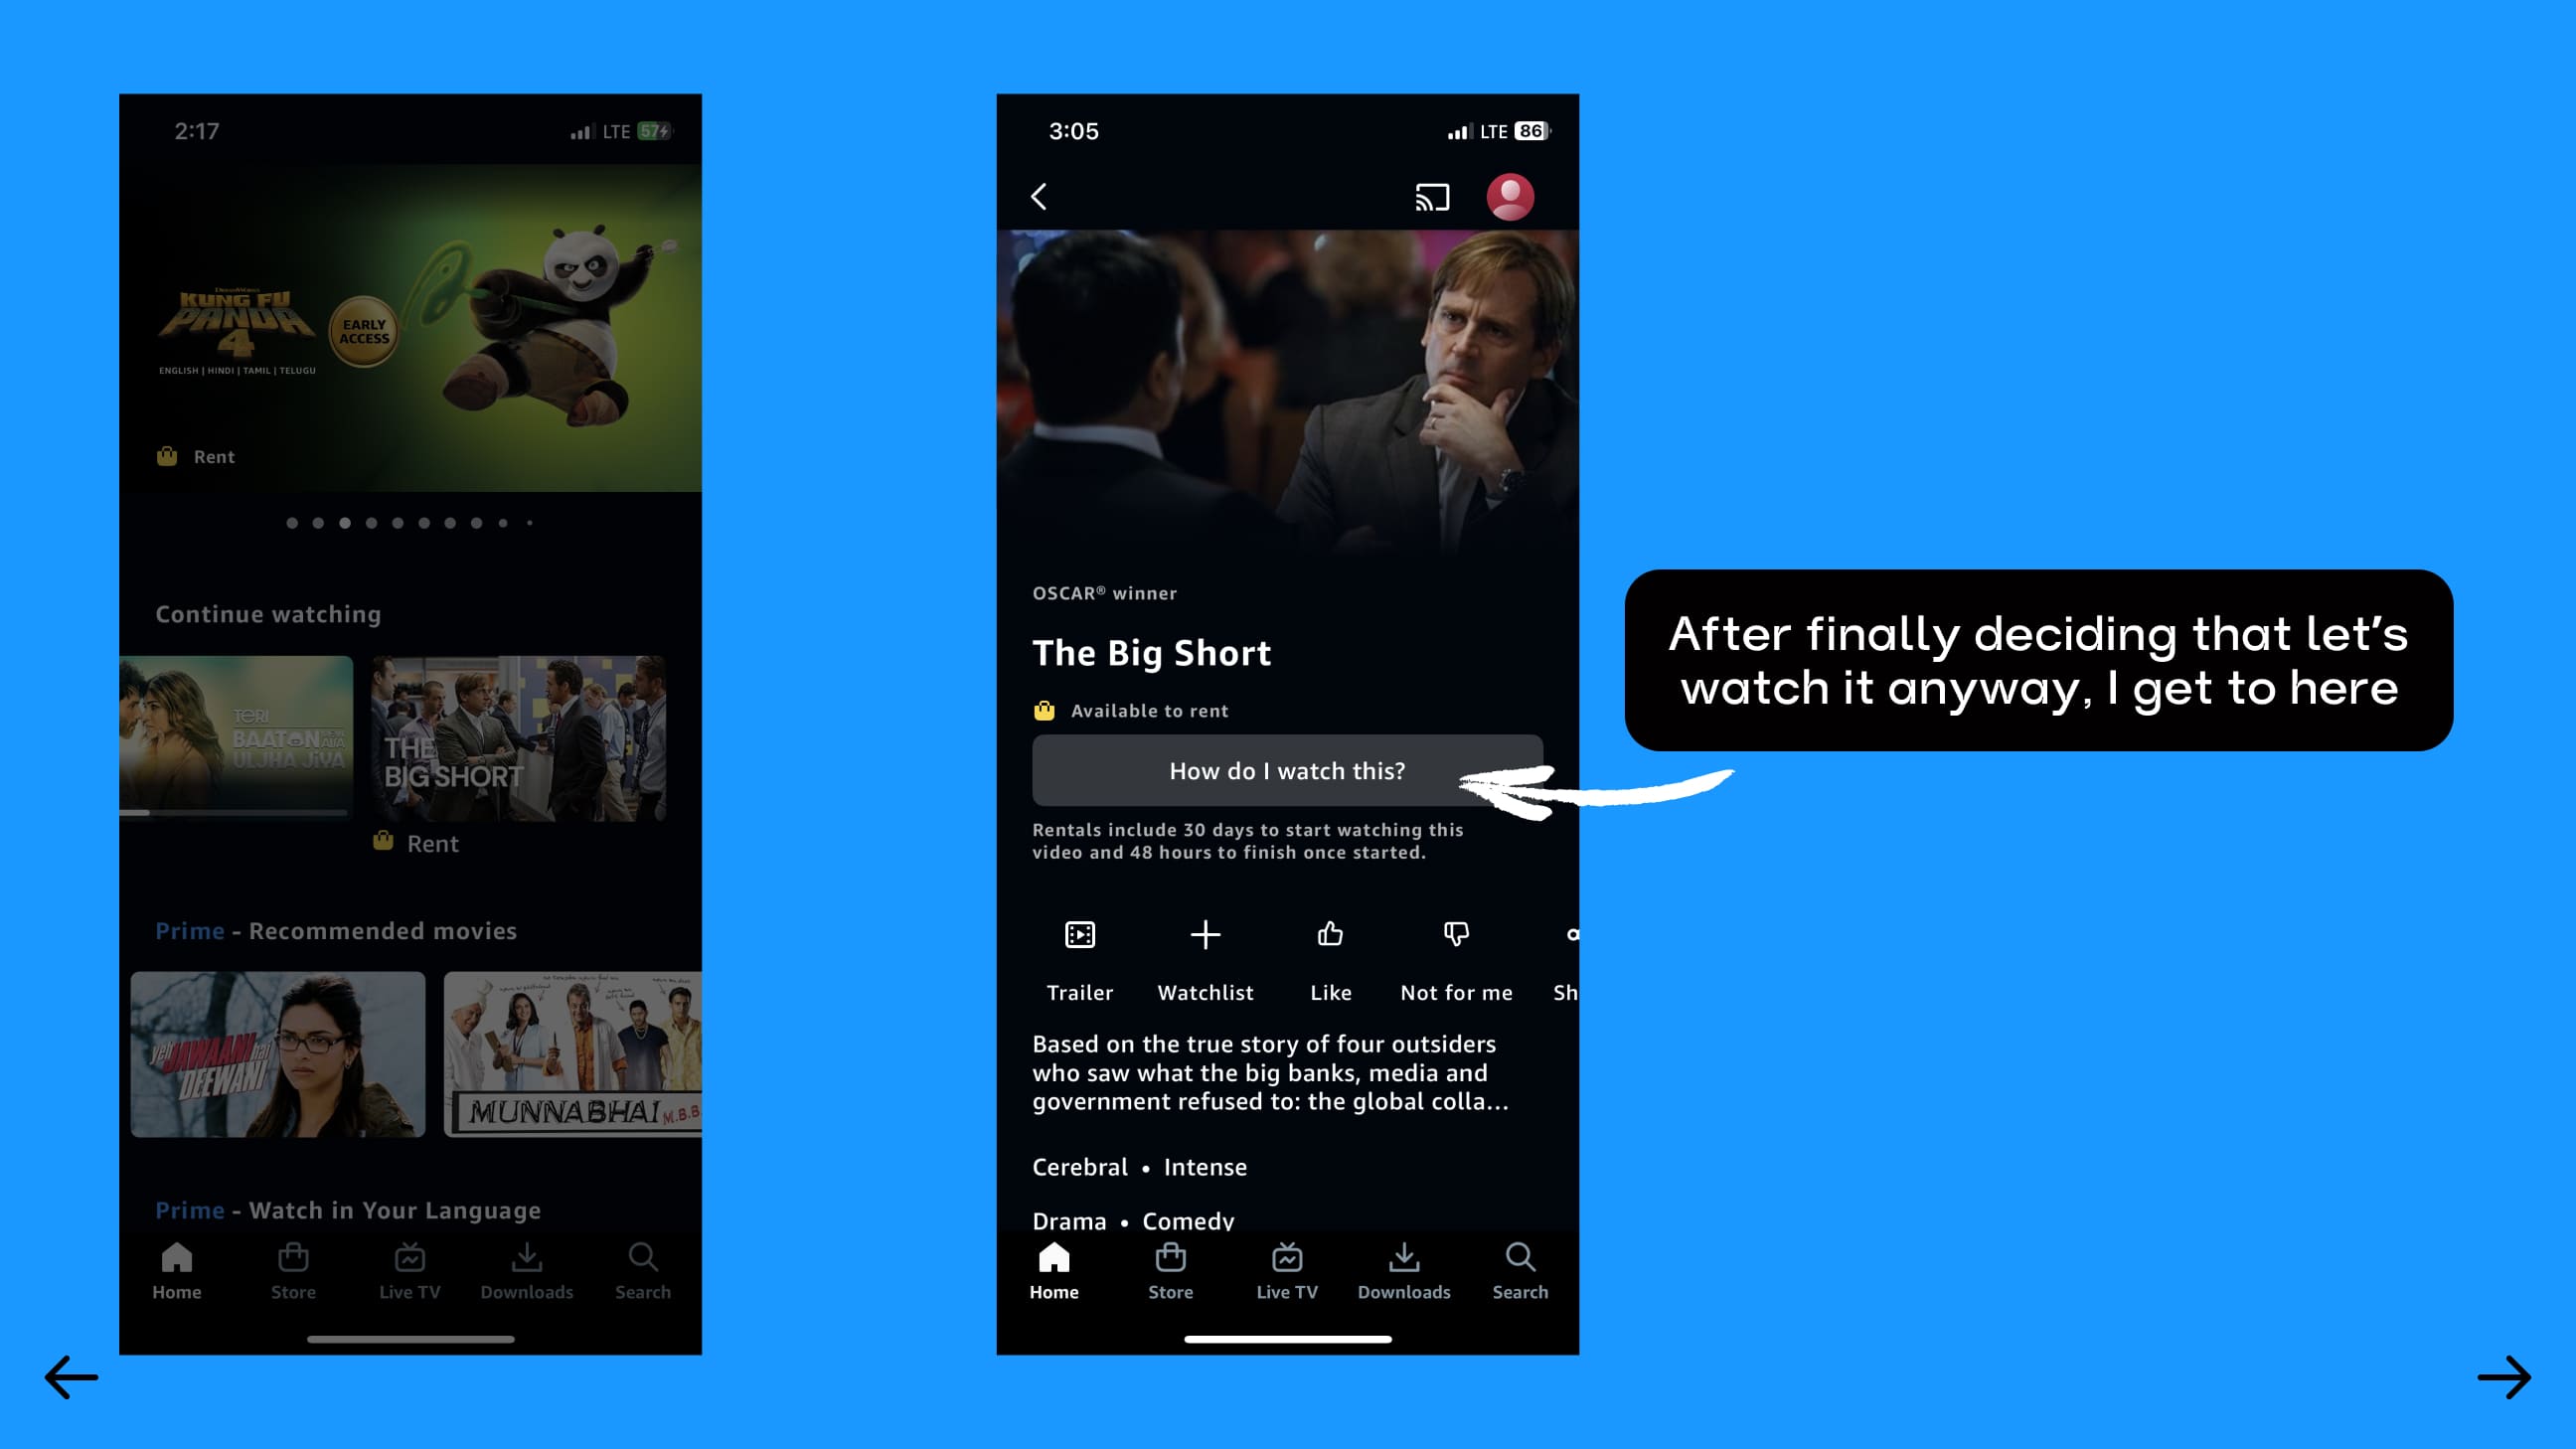 2:17
LTE 57
KUNG FU
PANDA
4
EARLY
ACCESS
ENGLISH | HINDI | TAMIL | TELUGU
Rent
Continue watching
TERI
BAATON
ULJHA JIYA
THE
BIG SHORT
Rent
Prime - Recommended movies
yeh JAWAANI hai
DEEWANI
MUNNABHAI M.B.B.
Prime - Watch in Your Language
Home
Store
Live TV
Downloads
Search
3:05
LTE 86
OSCAR® winner
The Big Short
Available to rent
How do I watch this?
Rentals include 30 days to start watching this
video and 48 hours to finish once started.
Trailer
Watchlist
Like
Not for me
Sh
Based on the true story of four outsiders
who saw what the big banks, media and
government refused to: the global colla...
Cerebral • Intense
Drama • Comedy
Home
Store
Live TV
Downloads
Search
After finally deciding that let's
watch it anyway, I get to here